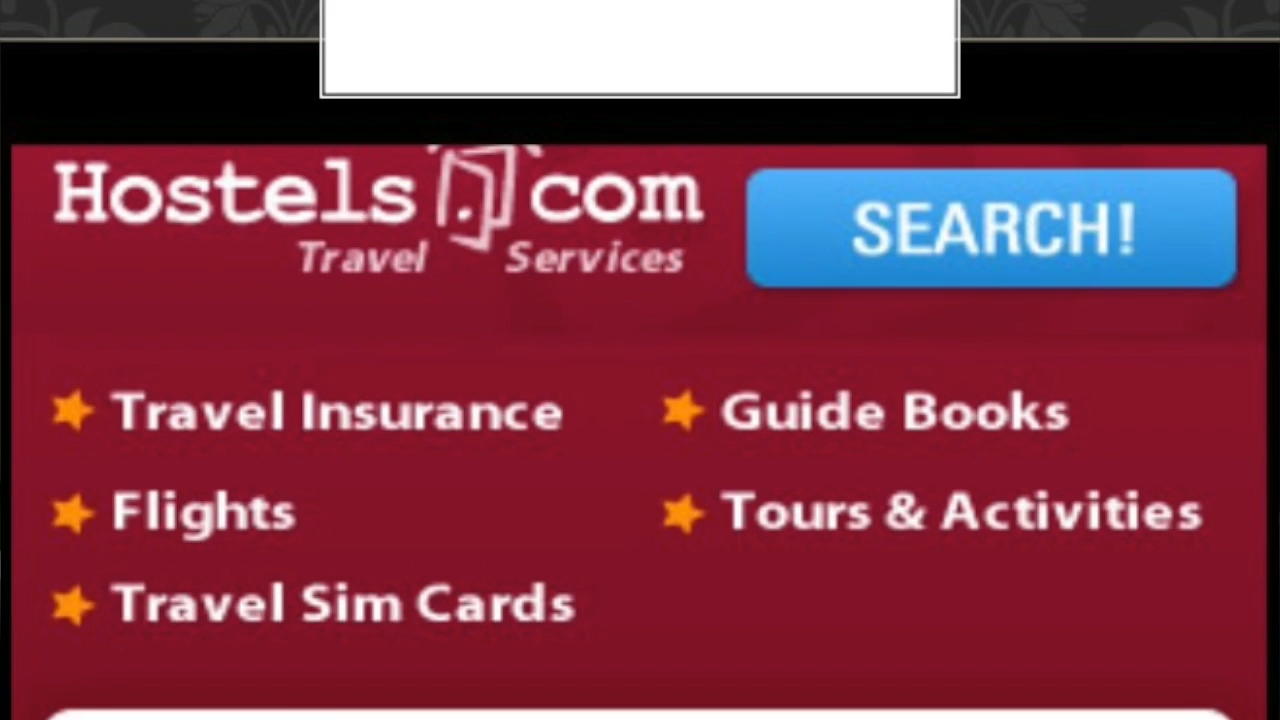 Hostels.com
Travel Services
SEARCH!
Travel Insurance
Guide Books
Flights
Tours & Activities
Travel Sim Cards